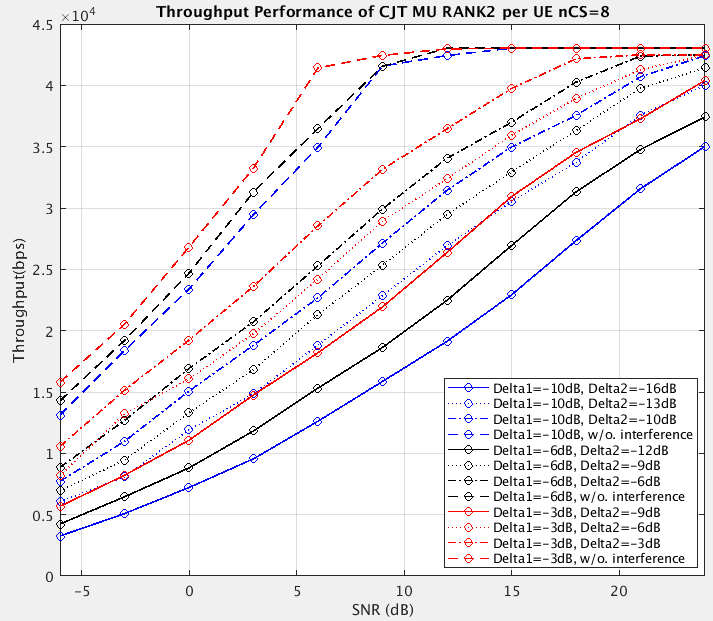 Throughput Performance of CJT MU RANK2 per UE nCS=8
×10⁴
4.5
4
3.5
3
2.5
2
1.5
1
0.5
0
Throughput(bps)
-5
0
5
10
15
20
SNR (dB)
Delta1=-10dB, Delta2=-16dB
Delta1=-10dB, Delta2=-13dB
Delta1=-10dB, Delta2=-10dB
Delta1=-10dB, w/o. interference
Delta1=-6dB, Delta2=-12dB
Delta1=-6dB, Delta2=-9dB
Delta1=-6dB, Delta2=-6dB
Delta1=-6dB, w/o. interference
Delta1=-3dB, Delta2=-9dB
Delta1=-3dB, Delta2=-6dB
Delta1=-3dB, Delta2=-3dB
Delta1=-3dB, w/o. interference